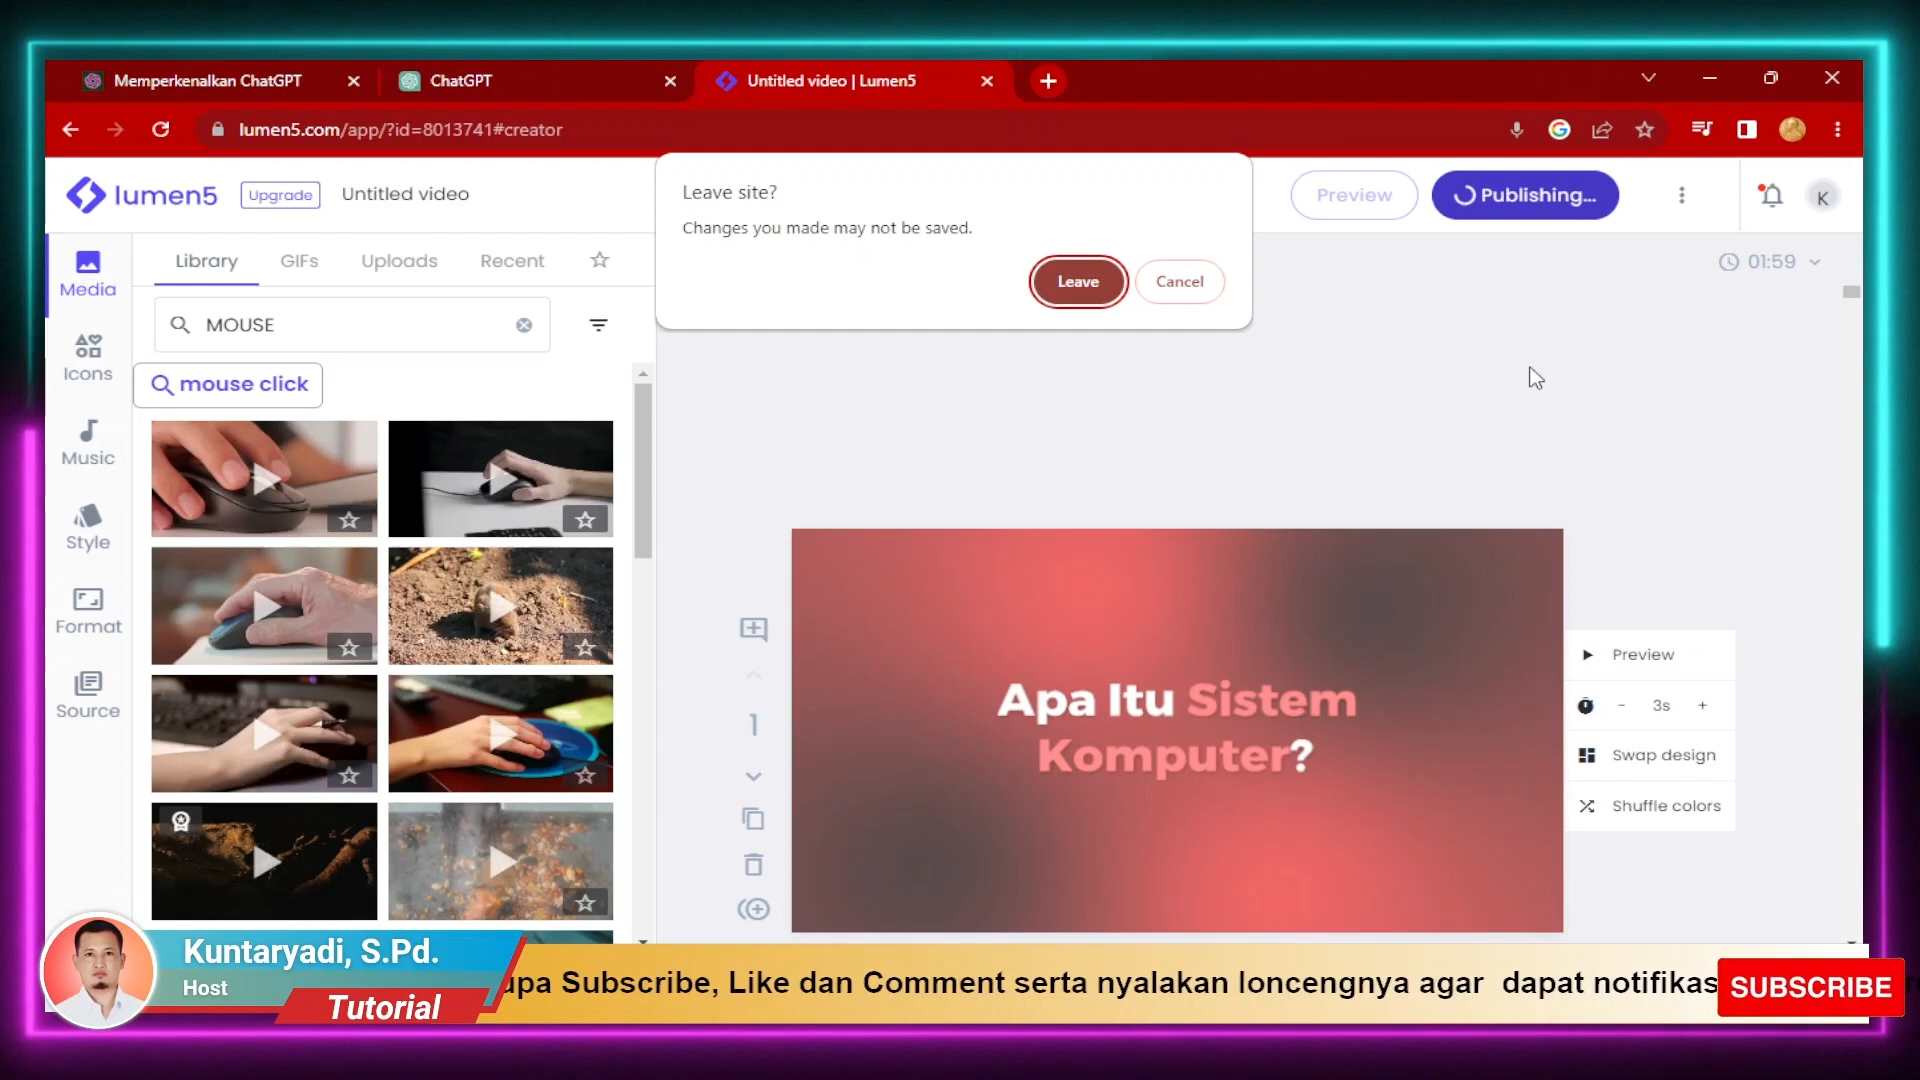 Memperkenalkan ChatGPT
ChatGPT
Untitled video | Lumen5
lumen5.com/app/?id=8013741#creator
lumen5
Upgrade
Untitled video
Leave site?
Changes you made may not be saved.
Leave
Cancel
Preview
Publishing...
K
Media
Icons
Music
Style
Format
Source
Library
GIFs
Uploads
Recent
MOUSE
mouse click
01:59
1
Apa Itu Sistem
Komputer?
Preview
- 3s +
Swap design
Shuffle colors
Kuntaryadi, S.Pd.
Host
Tutorial
upa Subscribe, Like dan Comment serta nyalakan loncengnya agar dapat notifikas
SUBSCRIBE